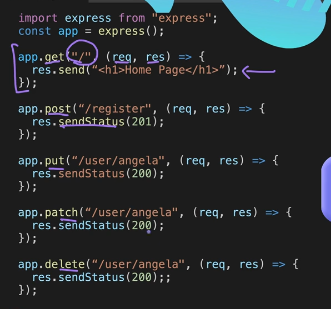 import express from "express";
const app = express();
app.get("/" (req, res) => {
res.send(“<h1>Home Page</h1>”);
});
app.post(“/register", (req, res) => {
res.sendStatus(201);
});
app.put(“/user/angela", (req, res) => {
res.sendStatus(200);
});
app.patch(“/user/angela", (req, res) => {
res.sendStatus(200);
});
app.delete(“/user/angela", (req, res) => {
res.sendStatus(200);;
});